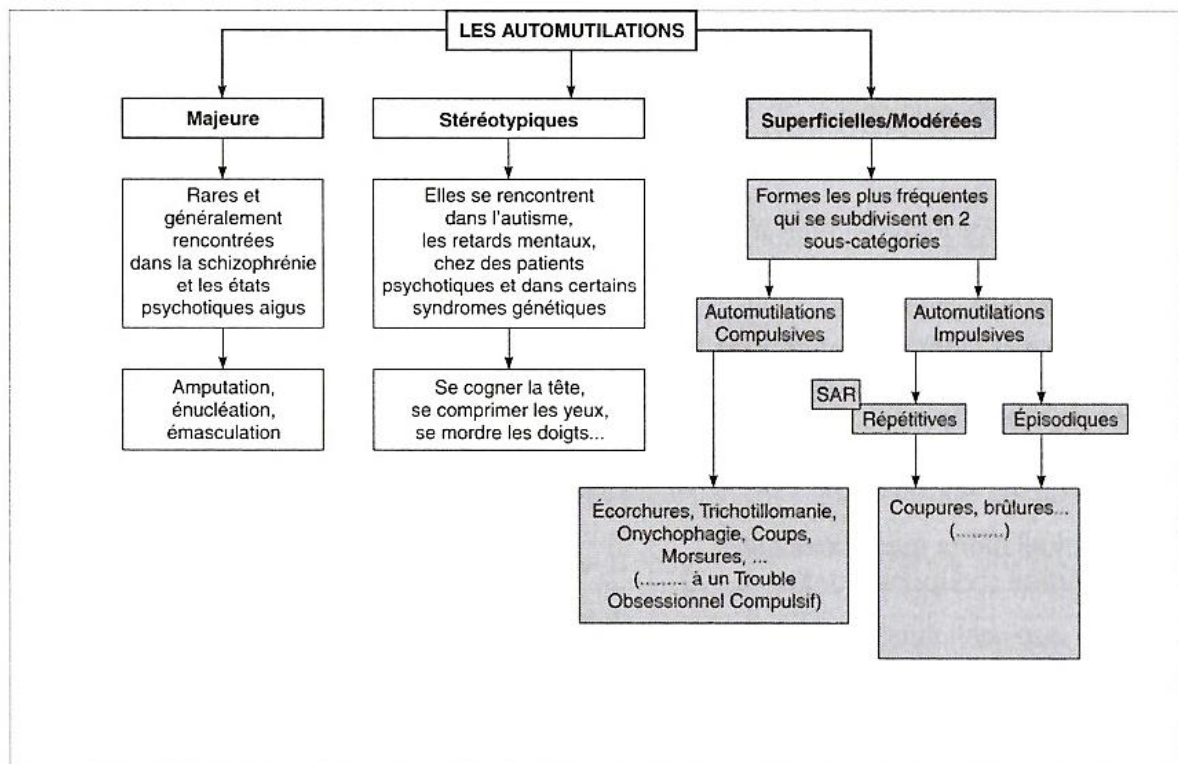 LES AUTOMUTILATIONS
Majeure
Rares et
généralement
rencontrées
dans la schizophrénie
et les états
psychotiques aigus
Amputation,
énucléation,
émasculation
Stéréotypiques
Elles se rencontrent
dans l'autisme,
les retards mentaux,
chez des patients
psychotiques et dans certains
syndromes génétiques
Se cogner la tête,
se comprimer les yeux,
se mordre les doigts...
Superficielles/Modérées
Formes les plus fréquentes
qui se subdivisent en 2
sous-catégories
Automutilations
Compulsives
Écorchures, Trichotillomanie,
Onychophagie, Coups,
Morsures, ...
(......... à un Trouble
Obsessionnel Compulsif)
Automutilations
Impulsives
SAR
Répétitives
Épisodiques
Coupures, brûlures...
(.........)